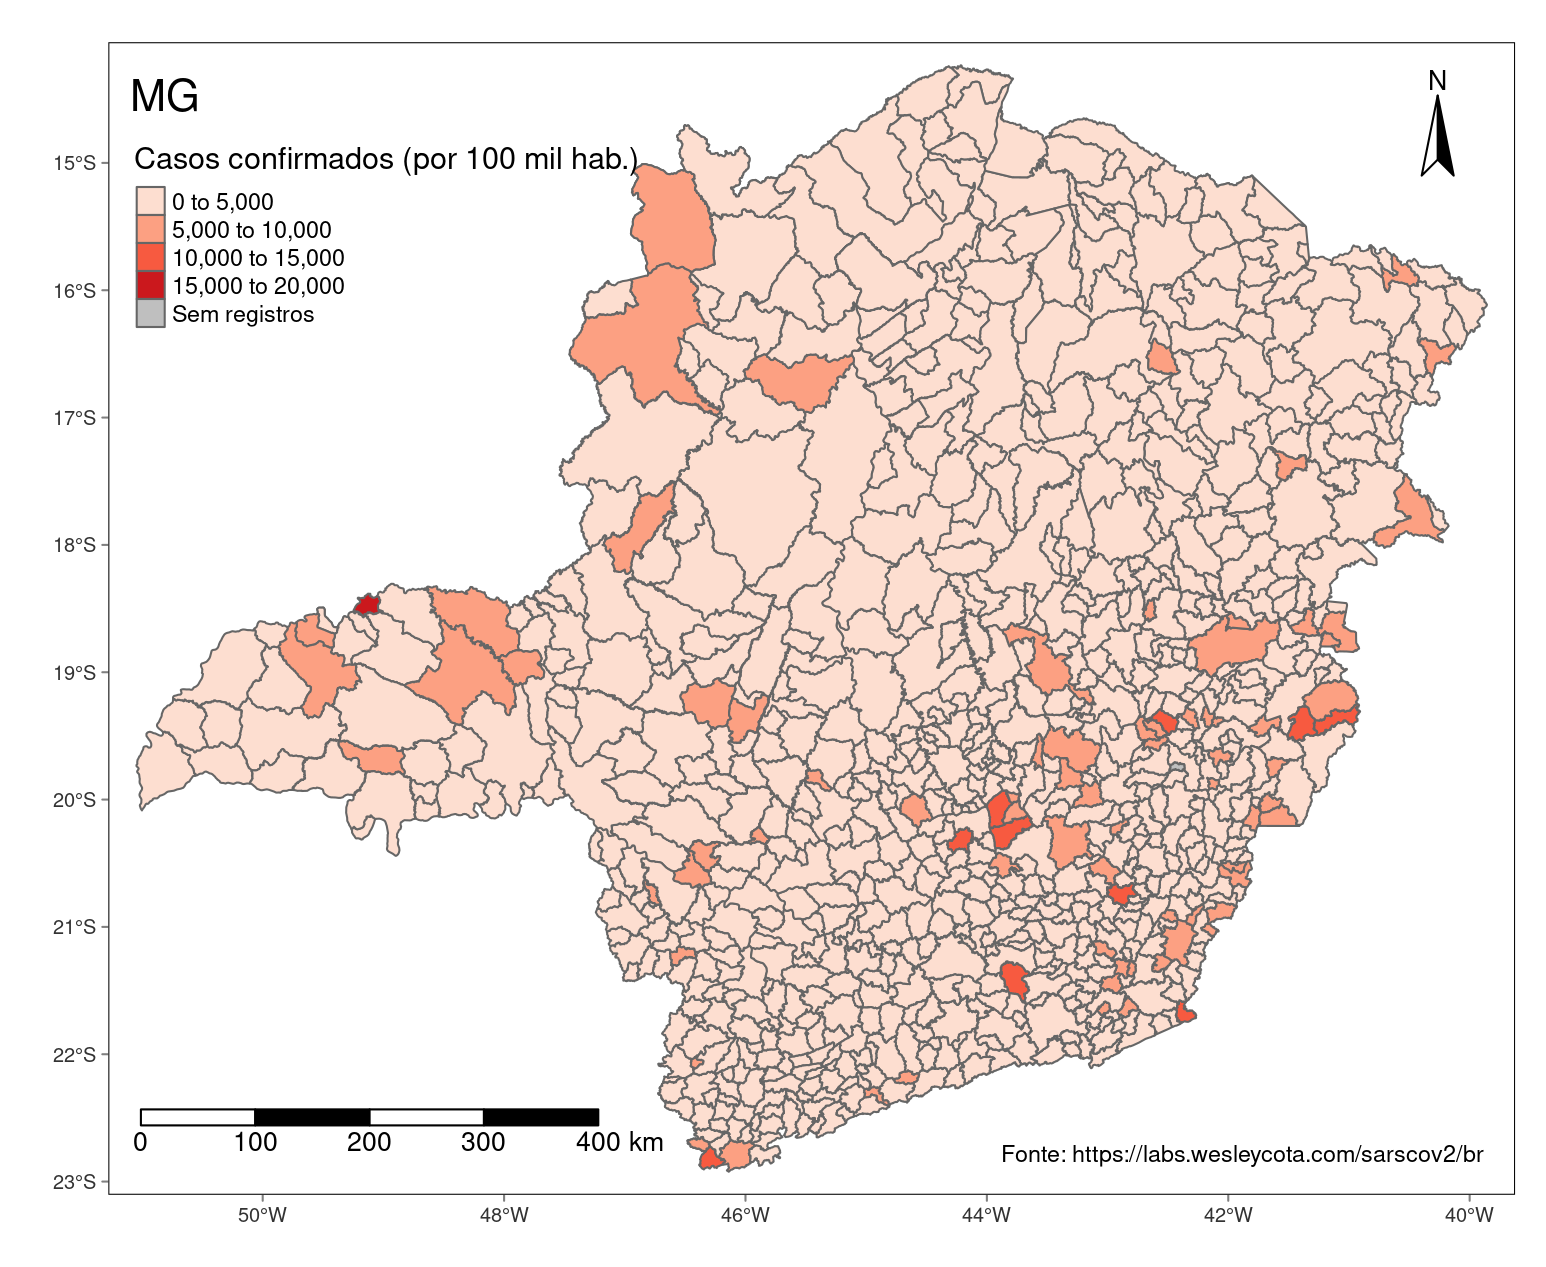 MG
N
Casos confirmados (por 100 mil hab.)
0 to 5,000
5,000 to 10,000
10,000 to 15,000
15,000 to 20,000
Sem registros
15°S
16°S
17°S
18°S
19°S
20°S
21°S
22°S
23°S
0 100 200 300 400 km
Fonte: https://labs.wesleycota.com/sarscov2/br
50°W 48°W 46°W 44°W 42°W 40°W